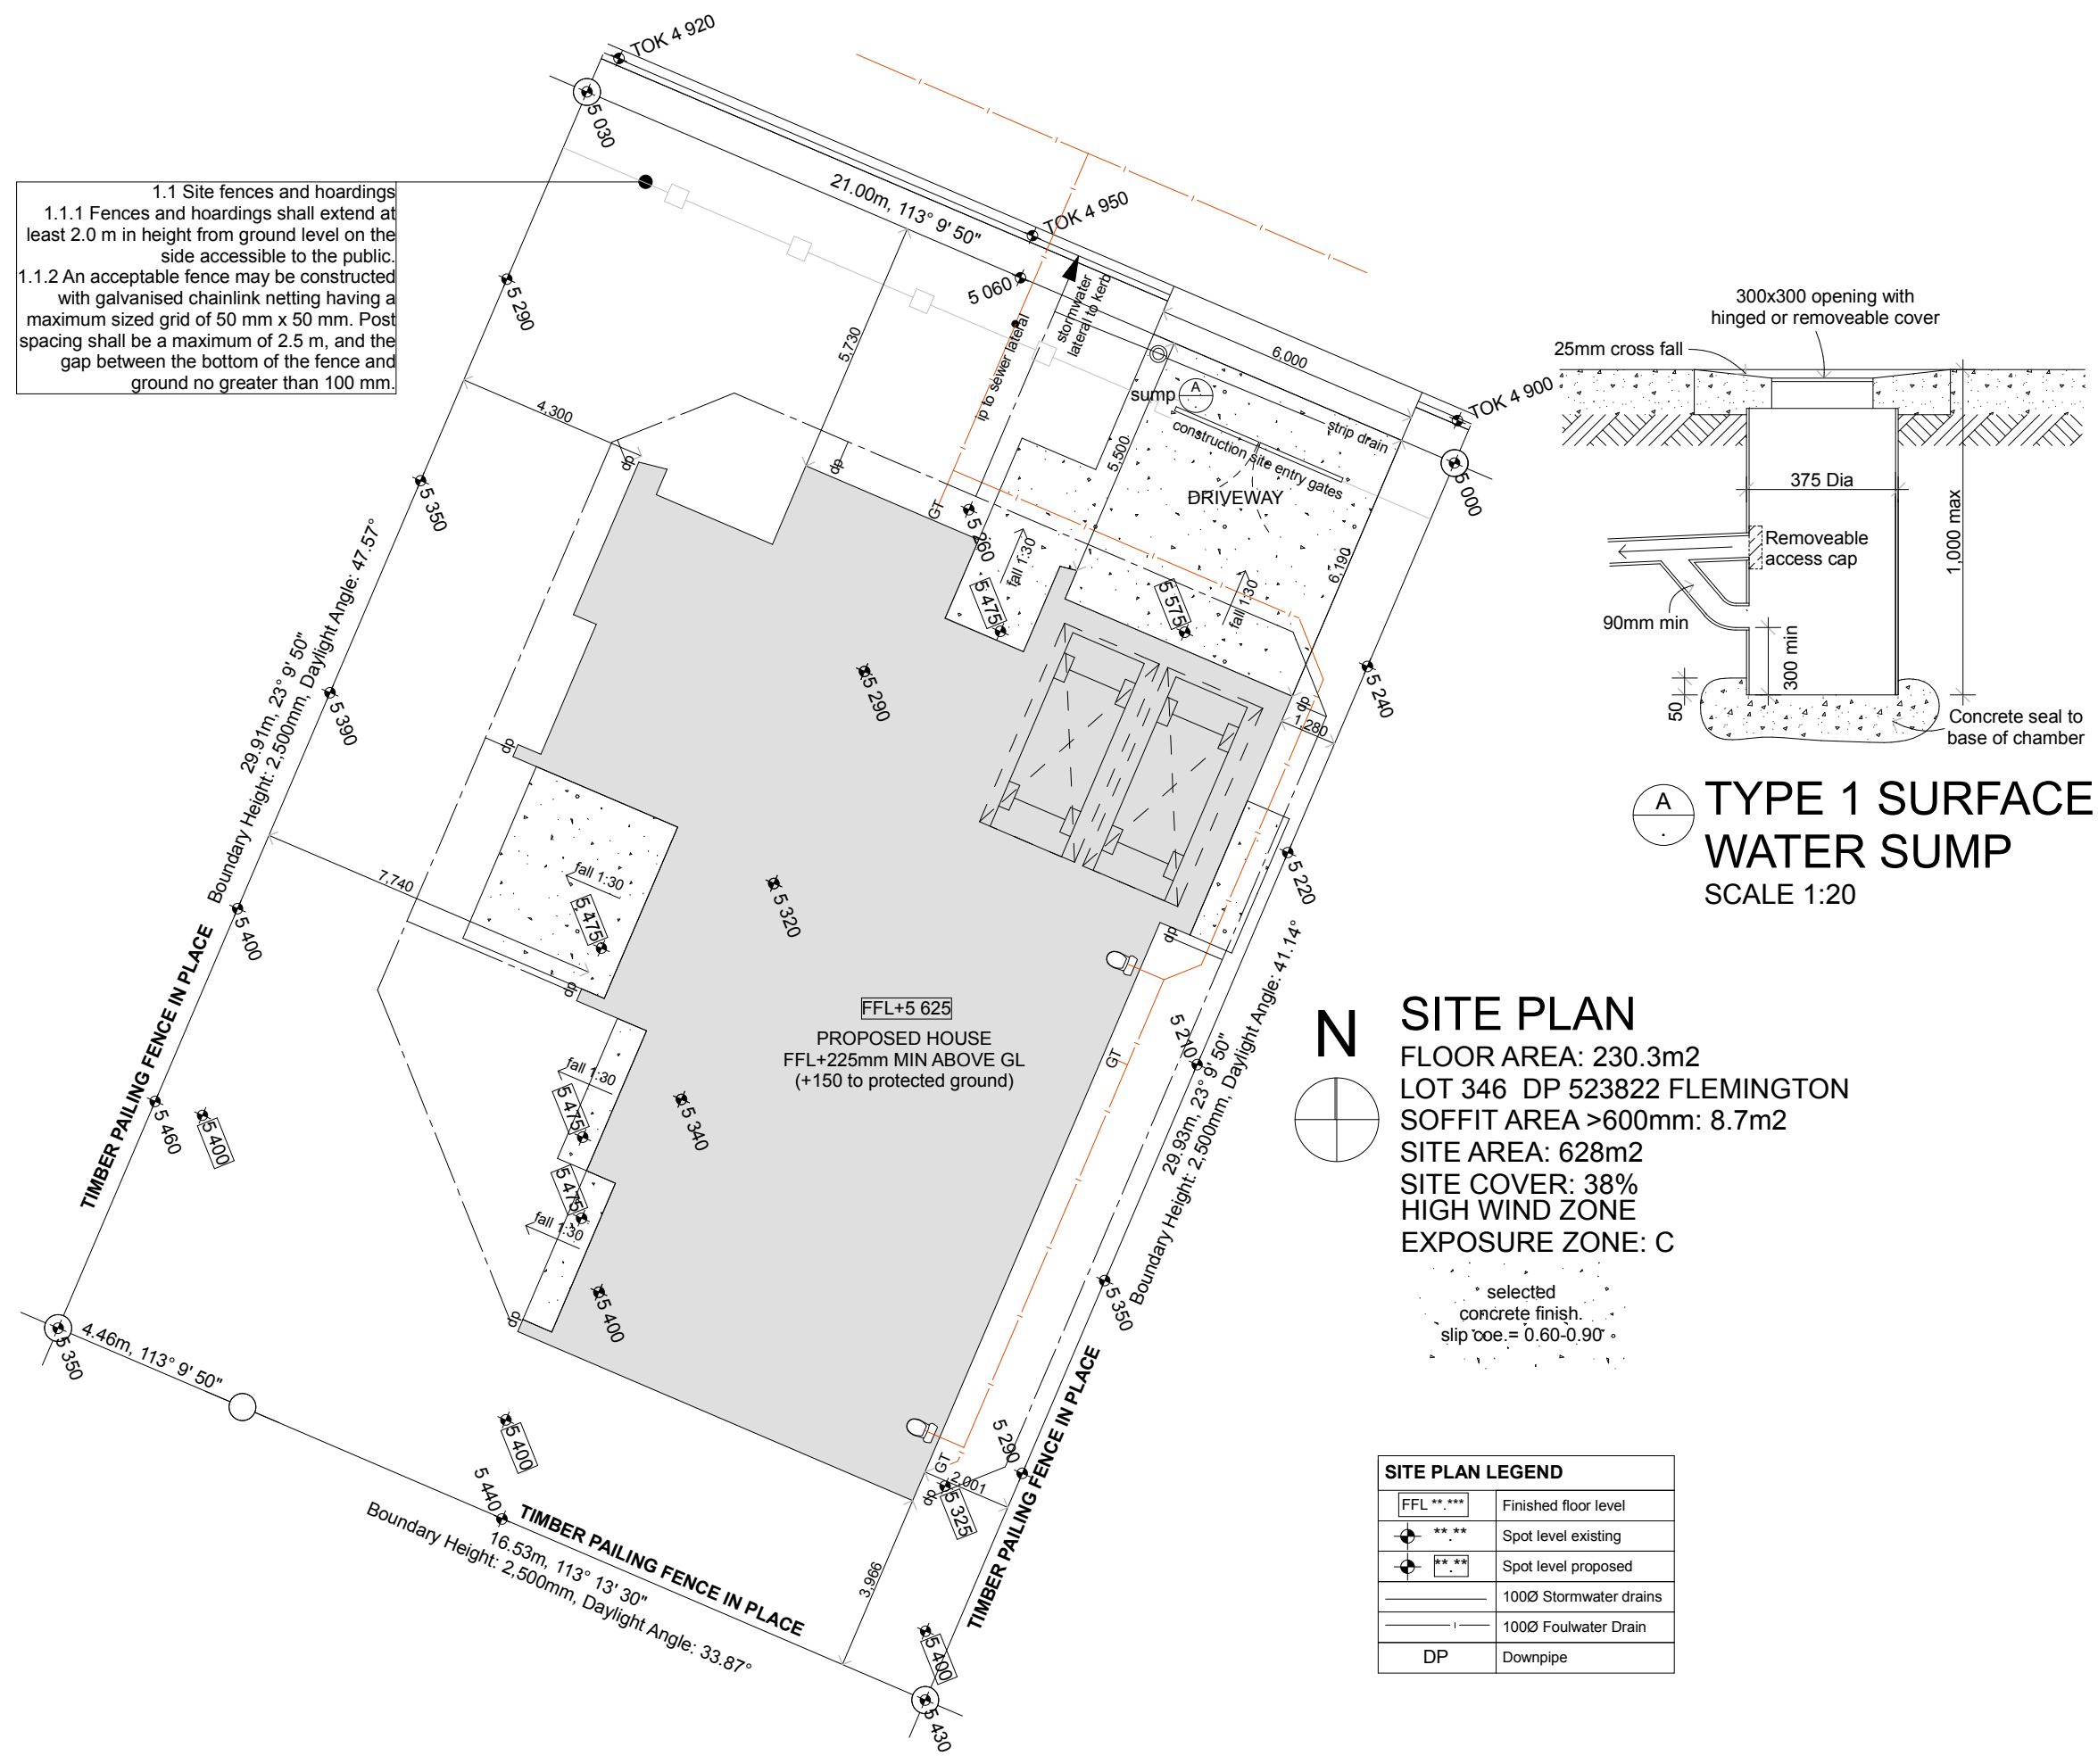 TOK 4 920
5 030
1.1 Site fences and hoardings
1.1.1 Fences and hoardings shall extend at
least 2.0 m in height from ground level on the
side accessible to the public.
1.1.2 An acceptable fence may be constructed
with galvanised chainlink netting having a
maximum sized grid of 50 mm x 50 mm. Post
spacing shall be a maximum of 2.5 m, and the
gap between the bottom of the fence and
ground no greater than 100 mm.
21.00m, 113° 9' 50"
TOK 4 950
5 060
5 290
5,730
ip to sewer lateral
stormwater
lateral to kerb
6,000
TOK 4 900
5 000
sump
A
strip drain
construction site entry gates
DRIVEWAY
5,500
4,300
dp
dp
5 350
GT
5 260
fall 1:30
5 475
5 575
fall 1:30
6,190
5 240
dp
1,280
5 290
5 390
29.91m, 23° 9' 50"
Boundary Height: 2,500mm, Daylight Angle: 47.57°
dp
fall 1:30
5,475
7,740
5 320
5 220
5 400
dp
dp
TIMBER PAILING FENCE IN PLACE
FFL+5 625
PROPOSED HOUSE
FFL+225mm MIN ABOVE GL
(+150 to protected ground)
GT
5 210
29.93m, 23° 9' 50"
Boundary Height: 2,500mm, Daylight Angle: 41.14°
5 460
5 400
fall 1:30
5 475
5 340
5 475
fall 1:30
5 400
5 350
dp
5 350
4.46m, 113° 9' 50"
5 400
5 440
TIMBER PAILING FENCE IN PLACE
16.53m, 113° 13' 30"
Boundary Height: 2,500mm, Daylight Angle: 33.87°
GT
dp
2,001
5 290
5 325
TIMBER PAILING FENCE IN PLACE
3,966
5 400
5 430
300x300 opening with
hinged or removeable cover
25mm cross fall
375 Dia
Removeable
access cap
1,000 max
90mm min
300 min
50
Concrete seal to
base of chamber
A
TYPE 1 SURFACE
WATER SUMP
SCALE 1:20
N
SITE PLAN
FLOOR AREA: 230.3m2
LOT 346 DP 523822 FLEMINGTON
SOFFIT AREA >600mm: 8.7m2
SITE AREA: 628m2
SITE COVER: 38%
HIGH WIND ZONE
EXPOSURE ZONE: C
selected
concrete finish.
slip coe.= 0.60-0.90
SITE PLAN LEGEND
FFL **.*** Finished floor level
**.** Spot level existing
**.** Spot level proposed
100Ø Stormwater drains
100Ø Foulwater Drain
DP Downpipe